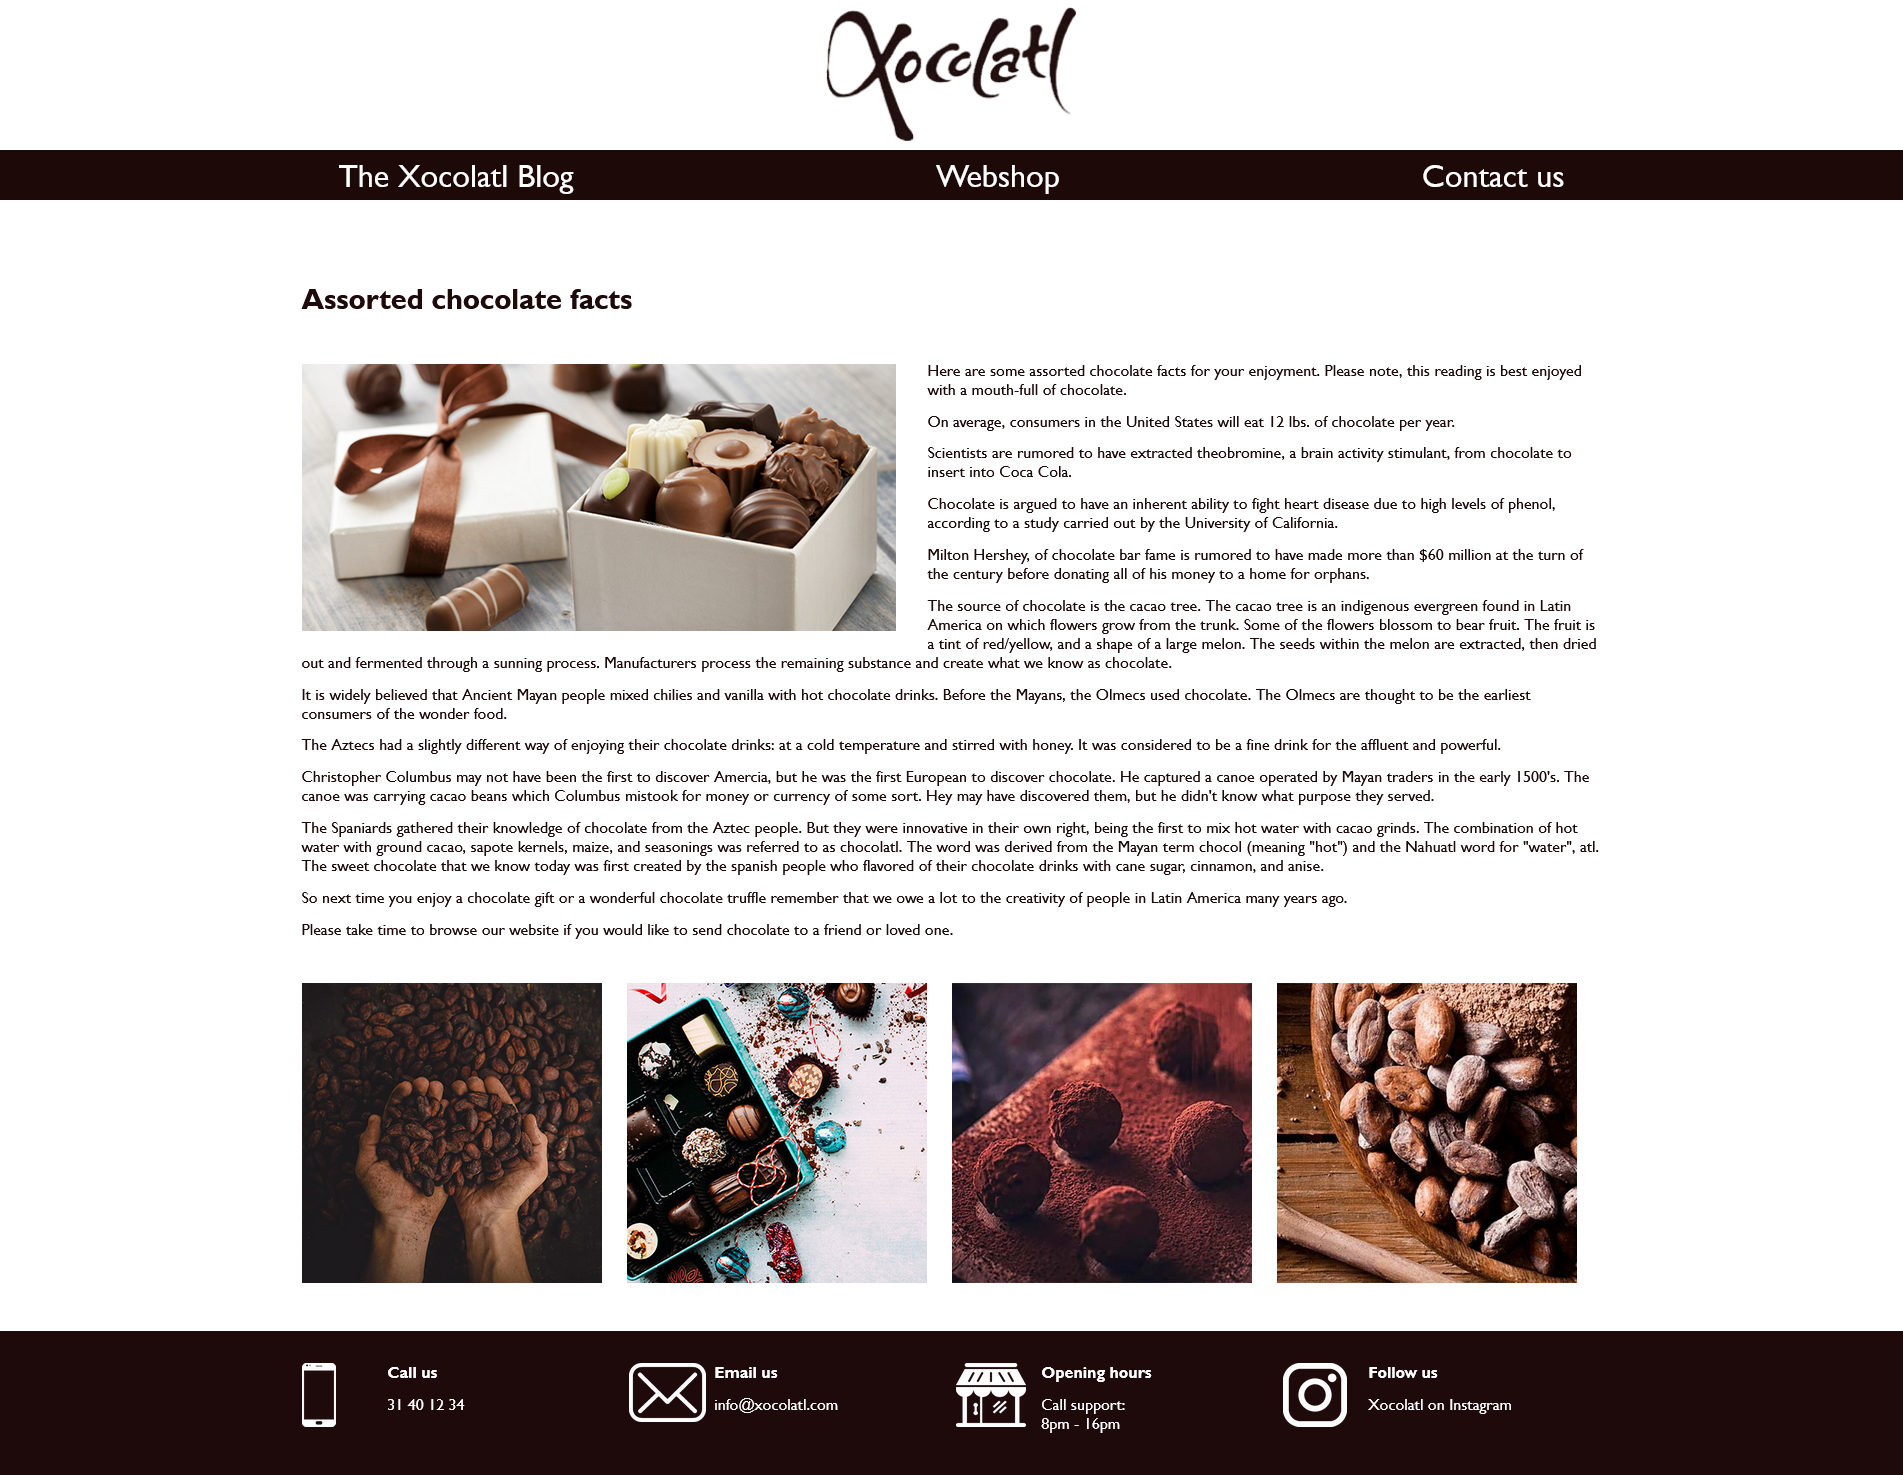 Xocolatl
The Xocolatl Blog
Webshop
Contact us
Assorted chocolate facts
Here are some assorted chocolate facts for your enjoyment. Please note, this reading is best enjoyed
with a mouth-full of chocolate.
On average, consumers in the United States will eat 12 lbs. of chocolate per year.
Scientists are rumored to have extracted theobromine, a brain activity stimulant, from chocolate to
insert into Coca Cola.
Chocolate is argued to have an inherent ability to fight heart disease due to high levels of phenol,
according to a study carried out by the University of California.
Milton Hershey, of chocolate bar fame is rumored to have made more than $60 million at the turn of
the century before donating all of his money to a home for orphans.
The source of chocolate is the cacao tree. The cacao tree is an indigenous evergreen found in Latin
America on which flowers grow from the trunk. Some of the flowers blossom to bear fruit. The fruit is
a tint of red/yellow, and a shape of a large melon. The seeds within the melon are extracted, then dried
out and fermented through a sunning process. Manufacturers process the remaining substance and create what we know as chocolate.
It is widely believed that Ancient Mayan people mixed chilies and vanilla with hot chocolate drinks. Before the Mayans, the Olmecs used chocolate. The Olmecs are thought to be the earliest
consumers of the wonder food.
The Aztecs had a slightly different way of enjoying their chocolate drinks: at a cold temperature and stirred with honey. It was considered to be a fine drink for the affluent and powerful.
Christopher Columbus may not have been the first to discover Amercia, but he was the first European to discover chocolate. He captured a canoe operated by Mayan traders in the early 1500's. The
canoe was carrying cacao beans which Columbus mistook for money or currency of some sort. Hey may have discovered them, but he didn't know what purpose they served.
The Spaniards gathered their knowledge of chocolate from the Aztec people. But they were innovative in their own right, being the first to mix hot water with cacao grinds. The combination of hot
water with ground cacao, sapote kernels, maize, and seasonings was referred to as chocolatl. The word was derived from the Mayan term chocol (meaning "hot") and the Nahuatl word for "water", atl.
The sweet chocolate that we know today was first created by the spanish people who flavored of their chocolate drinks with cane sugar, cinnamon, and anise.
So next time you enjoy a chocolate gift or a wonderful chocolate truffle remember that we owe a lot to the creativity of people in Latin America many years ago.
Please take time to browse our website if you would like to send chocolate to a friend or loved one.
Call us
31 40 12 34
Email us
info@xocolatl.com
Opening hours
Call support:
8pm - 16pm
Follow us
Xocolatl on Instagram